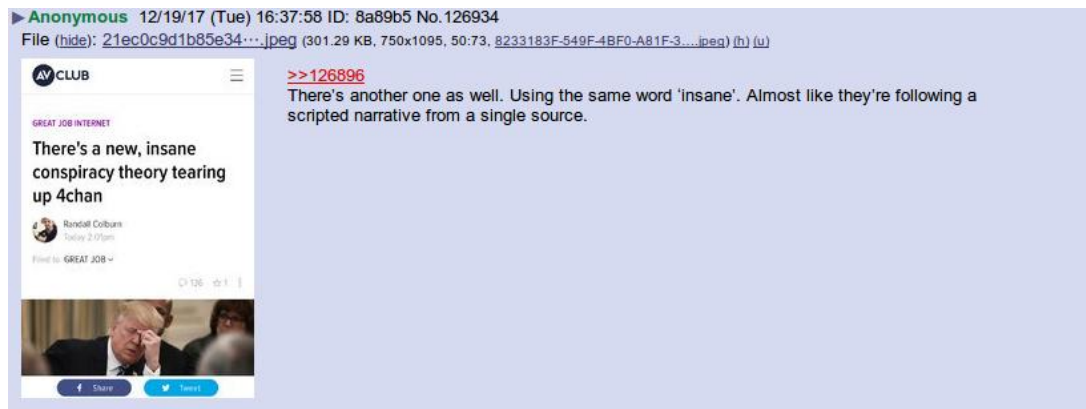 ▶Anonymous 12/19/17 (Tue) 16:37:58 ID: 8a89b5 No.126934
File (hide): 21ec0c9d1b85e34⋯.jpeg (301.29 KB, 750x1095, 50:73, 8233183F-549F-4BF0-A81F-3….jpeg) (h) (u)
AV CLUB
GREAT JOB INTERNET
There's a new, insane
conspiracy theory tearing
up 4chan
Randall Colburn
Today 2:01pm
Filed to: GREAT JOB
126 1
Share Tweet
>>126896
There's another one as well. Using the same word 'insane'. Almost like they're following a
scripted narrative from a single source.